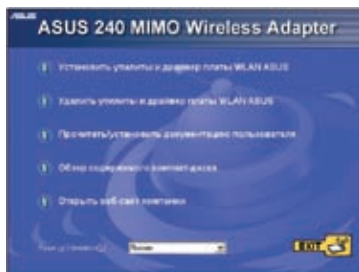 ASUS 240 MIMO Wireless Adapter
Установить утилиты и драйвер платы WLAN ASUS
Удалить утилиты и драйвер платы WLAN ASUS
Прочитать/установить документацию пользователя
Обзор содержимого компакт-диска
Открыть веб-сайт компании
EXIT